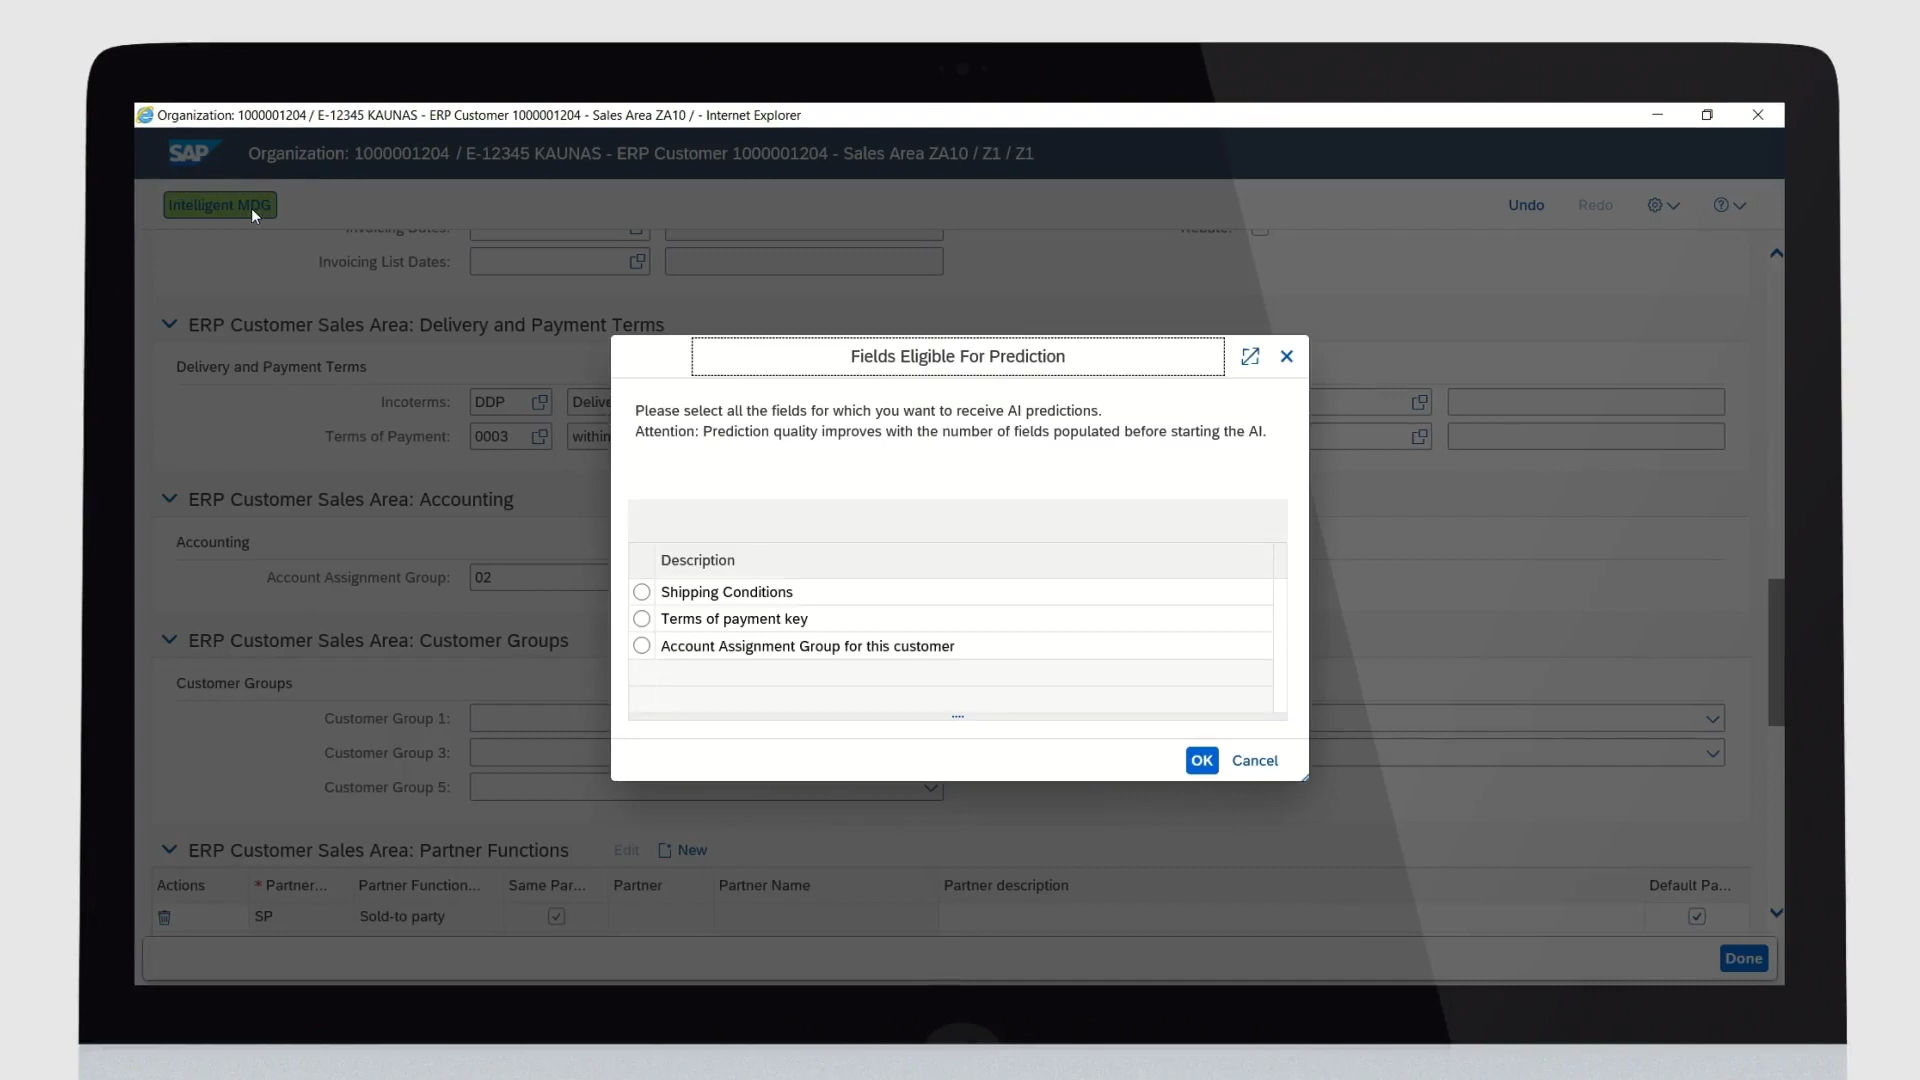 Organization: 1000001204 / E-12345 KAUNAS - ERP Customer 1000001204 - Sales Area ZA10 / - Internet Explorer
SAP Organization: 1000001204 / E-12345 KAUNAS - ERP Customer 1000001204 - Sales Area ZA10 / Z1 / Z1
Intelligent MDG Undo Redo
Invoicing Dates: Rebate:
Invoicing List Dates:
ERP Customer Sales Area: Delivery and Payment Terms
Delivery and Payment Terms
Incoterms: DDP Delive
Terms of Payment: 0003 within
ERP Customer Sales Area: Accounting
Accounting
Account Assignment Group: 02
ERP Customer Sales Area: Customer Groups
Customer Groups
Customer Group 1:
Customer Group 3:
Customer Group 5:
Fields Eligible For Prediction
Please select all the fields for which you want to receive AI predictions.
Attention: Prediction quality improves with the number of fields populated before starting the AI.
Description
Shipping Conditions
Terms of payment key
Account Assignment Group for this customer
OK Cancel
ERP Customer Sales Area: Partner Functions Edit New
Actions * Partner... Partner Function... Same Par... Partner Partner Name Partner description Default Pa...
SP Sold-to party
Done